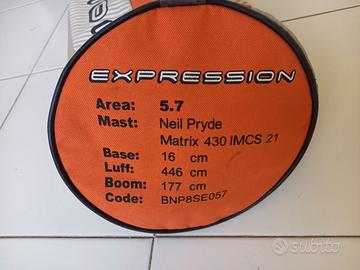 EXPRESSION
Area: 5.7
Mast: Neil Pryde
Matrix 430 IMCS 21
Base: 16 cm
Luff: 446 cm
Boom: 177 cm
Code: BNP8SE057
subito